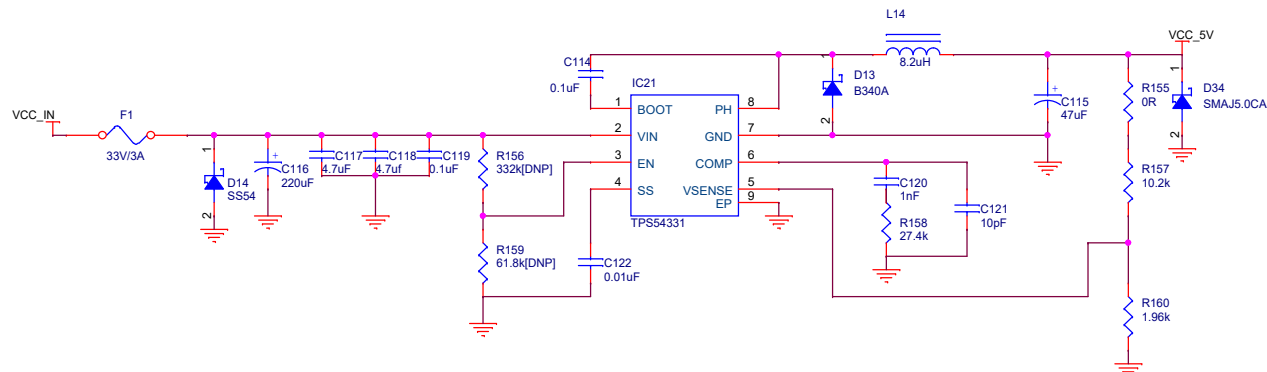 L14
VCC_5V
8.2uH
C114
0.1uF
IC21
D13
B340A
1
2
C115
47uF
R155
0R
1
D34
SMAJ5.0CA
2
VCC_IN
F1
33V/3A
1
BOOT
PH
8
2
VIN
GND
7
3
EN
COMP
6
4
SS
VSENSE
5
EP
9
TPS54331
1
D14
SS54
2
C116
220uF
C117
4.7uF
C118
4.7uf
C119
0.1uF
R156
332k[DNP]
R157
10.2k
C120
1nF
R158
27.4k
C121
10pF
R159
61.8k[DNP]
C122
0.01uF
R160
1.96k